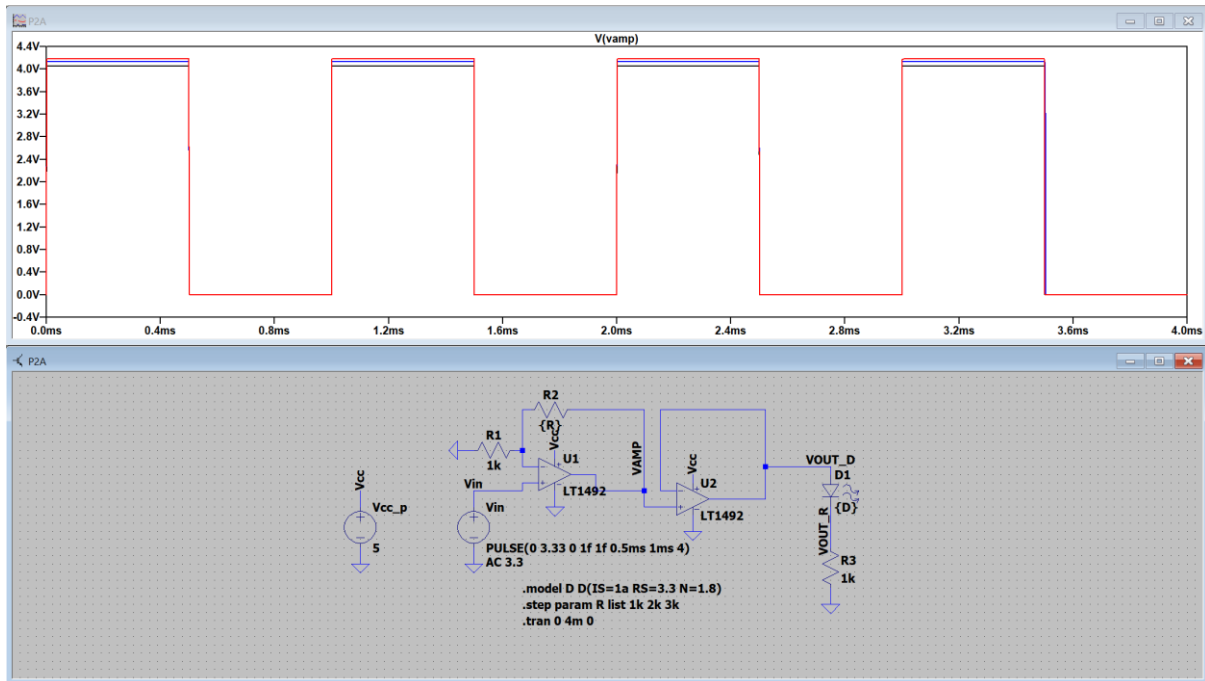 P2A
V(vamp)
4.4V
4.0V
3.6V
3.2V
2.8V
2.4V
2.0V
1.6V
1.2V
0.8V
0.4V
0.0V
-0.4V
0.0ms 0.4ms 0.8ms 1.2ms 1.6ms 2.0ms 2.4ms 2.8ms 3.2ms 3.6ms 4.0ms
P2A
R2
{R}
R1
1k
Vcc
U1
LT1492
VAMP
Vcc
U2
LT1492
VOUT_D
D1
{D}
VOUT_R
R3
1k
Vcc
Vcc_p
5
Vin
Vin
PULSE(0 3.33 0 1f 1f 0.5ms 1ms 4)
AC 3.3
.model D D(IS=1a RS=3.3 N=1.8)
.step param R list 1k 2k 3k
.tran 0 4m 0